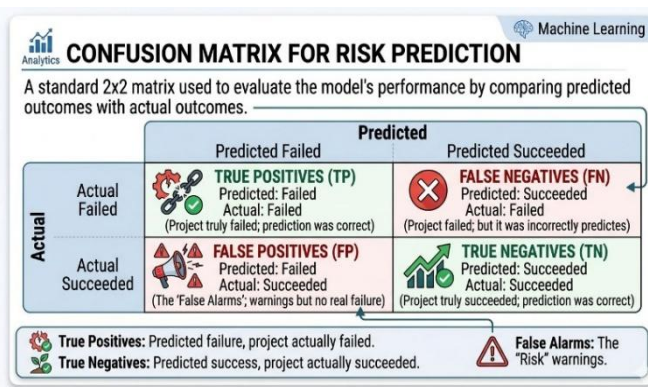 Machine Learning
Analytics
CONFUSION MATRIX FOR RISK PREDICTION
A standard 2x2 matrix used to evaluate the model's performance by comparing predicted
outcomes with actual outcomes.
Predicted
Predicted Failed
Predicted Succeeded
Actual
Actual
Failed
TRUE POSITIVES (TP)
Predicted: Failed
Actual: Failed
(Project truly failed; prediction was correct)
FALSE NEGATIVES (FN)
Predicted: Succeeded
Actual: Failed
(Project failed; but it was incorrectly predictes)
Actual
Succeeded
FALSE POSITIVES (FP)
Predicted: Failed
Actual: Succeeded
(The 'False Alarms'; warnings but no real failure)
TRUE NEGATIVES (TN)
Predicted: Succeeded
Actual: Succeeded
(Project truly succeeded; prediction was correct)
True Positives: Predicted failure, project actually failed.
True Negatives: Predicted success, project actually succeeded.
False Alarms: The
"Risk" warnings.